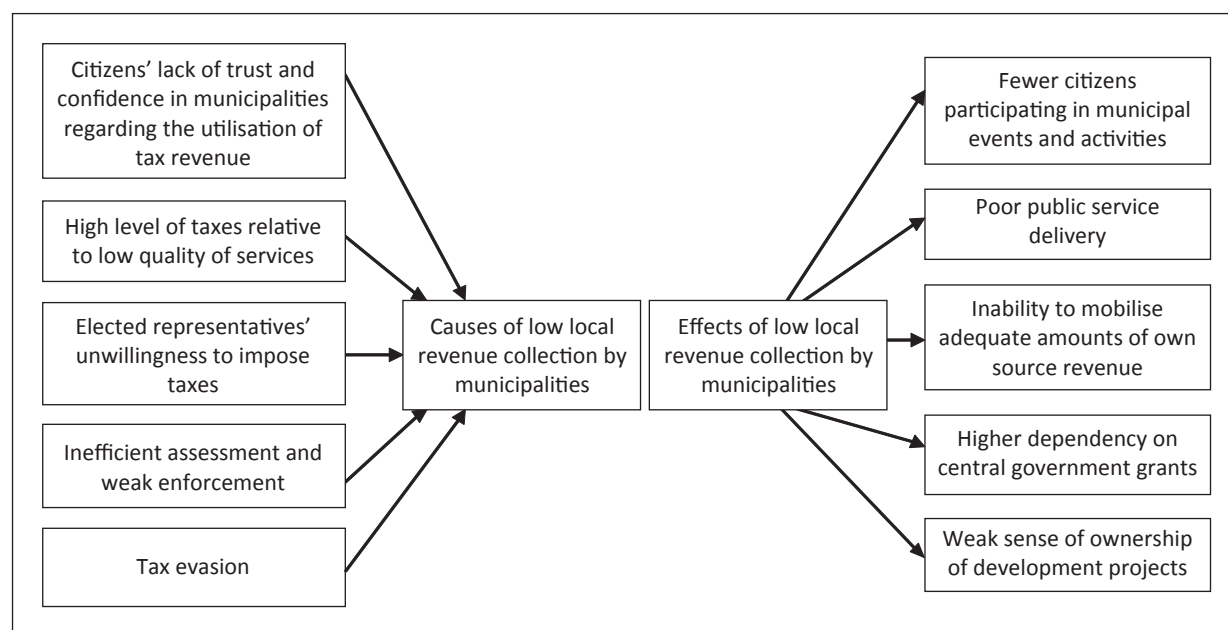 Citizens’ lack of trust and
confidence in municipalities
regarding the utilisation of
tax revenue
High level of taxes relative
to low quality of services
Elected representatives’
unwillingness to impose
taxes
Inefficient assessment and
weak enforcement
Tax evasion
Causes of low local
revenue collection by
municipalities
Effects of low local
revenue collection by
municipalities
Fewer citizens
participating in municipal
events and activities
Poor public service
delivery
Inability to mobilise
adequate amounts of own
source revenue
Higher dependency on
central government grants
Weak sense of ownership
of development projects